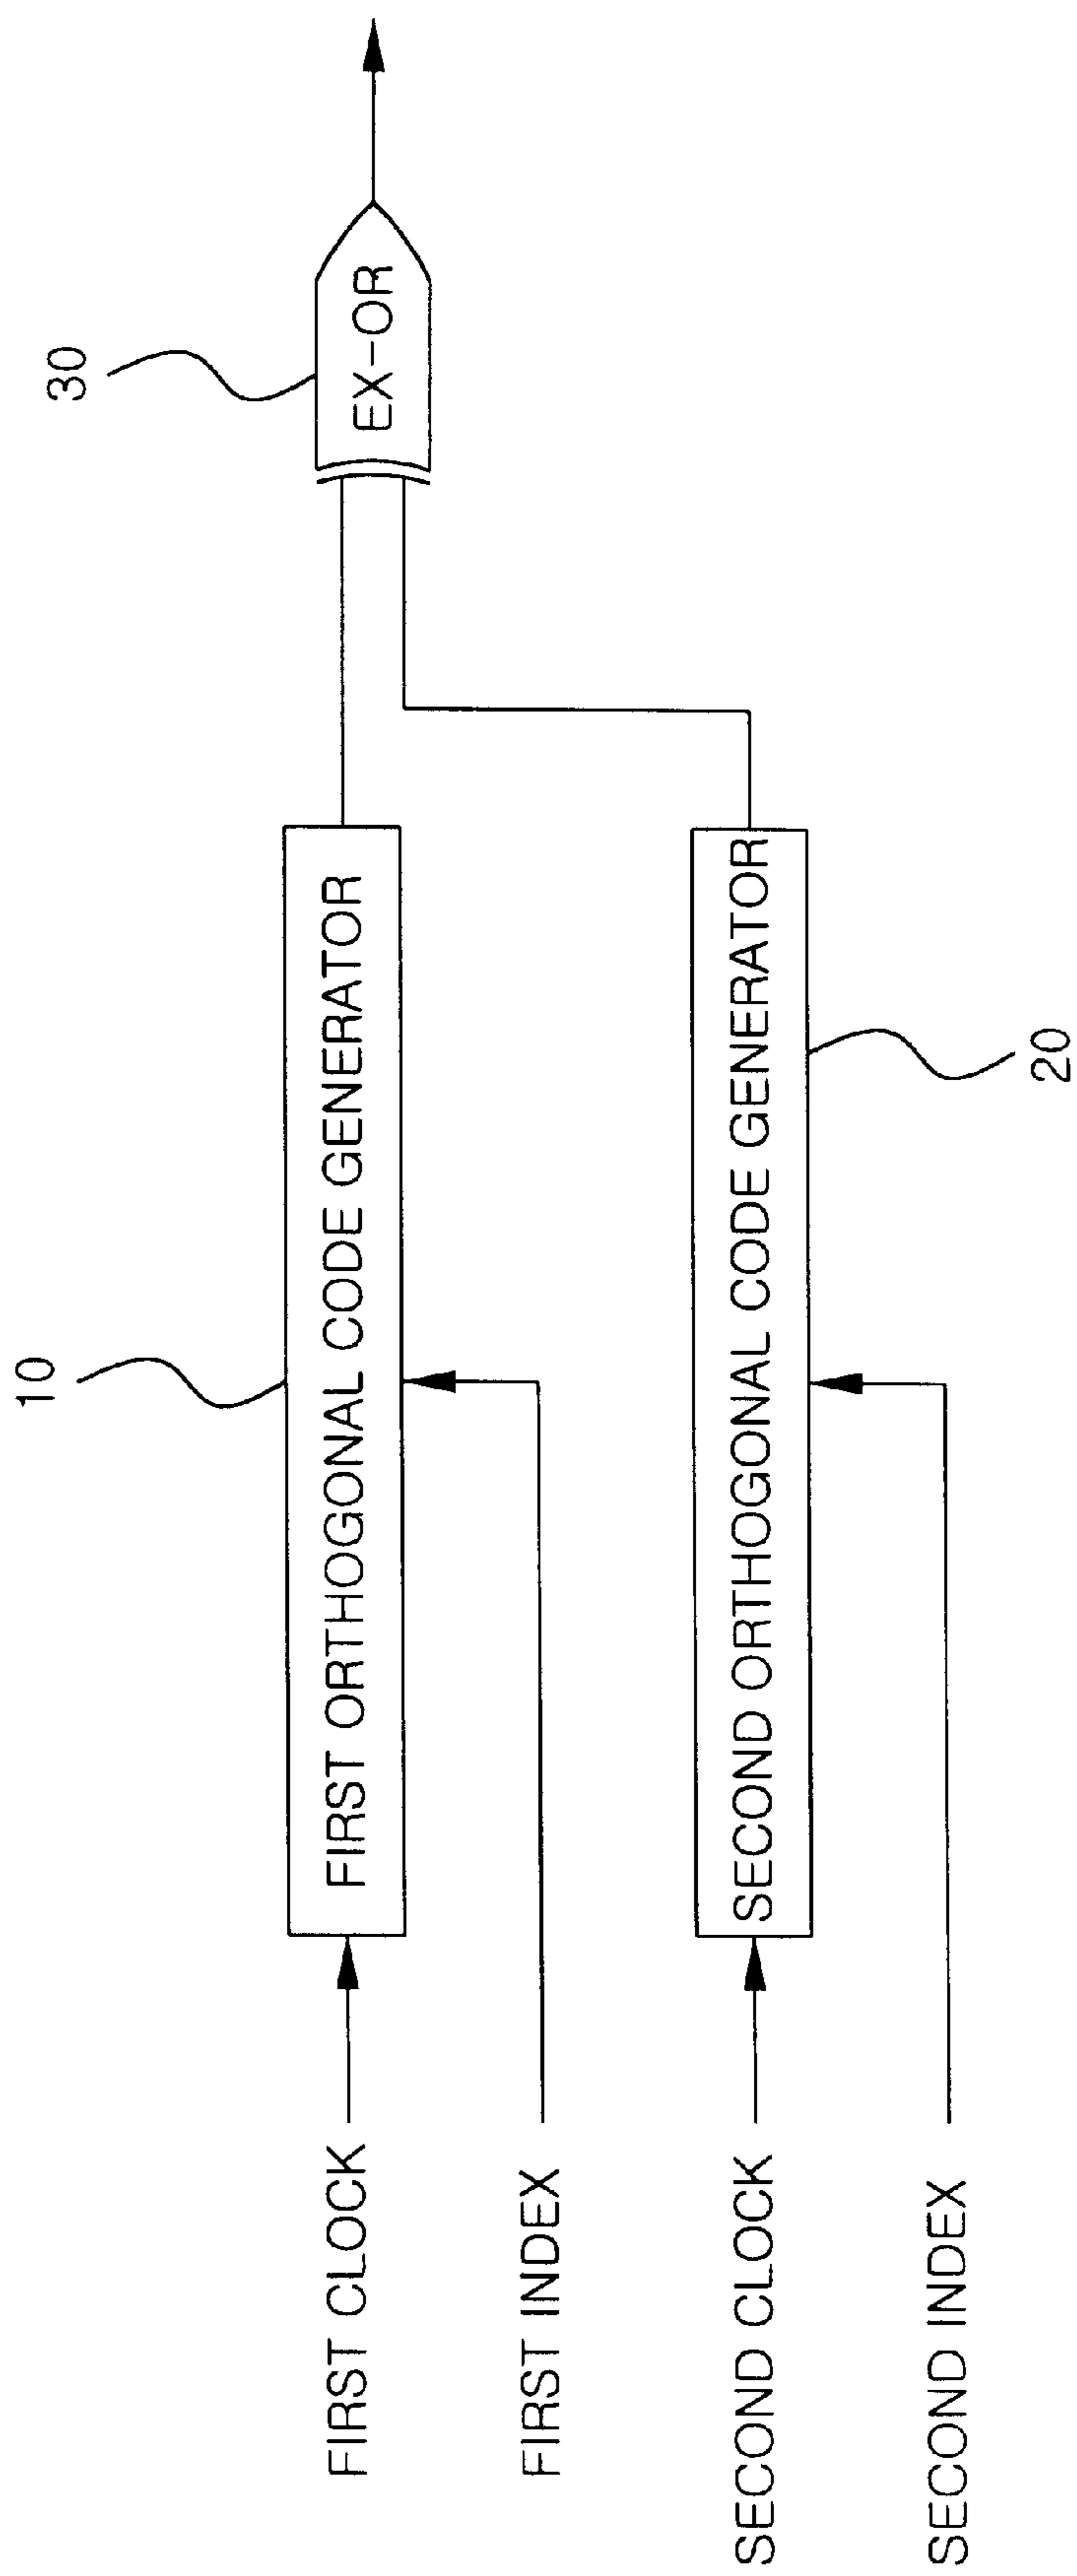 30
EX-OR
10
FIRST ORTHOGONAL CODE GENERATOR
FIRST CLOCK
FIRST INDEX
SECOND ORTHOGONAL CODE GENERATOR
20
SECOND CLOCK
SECOND INDEX